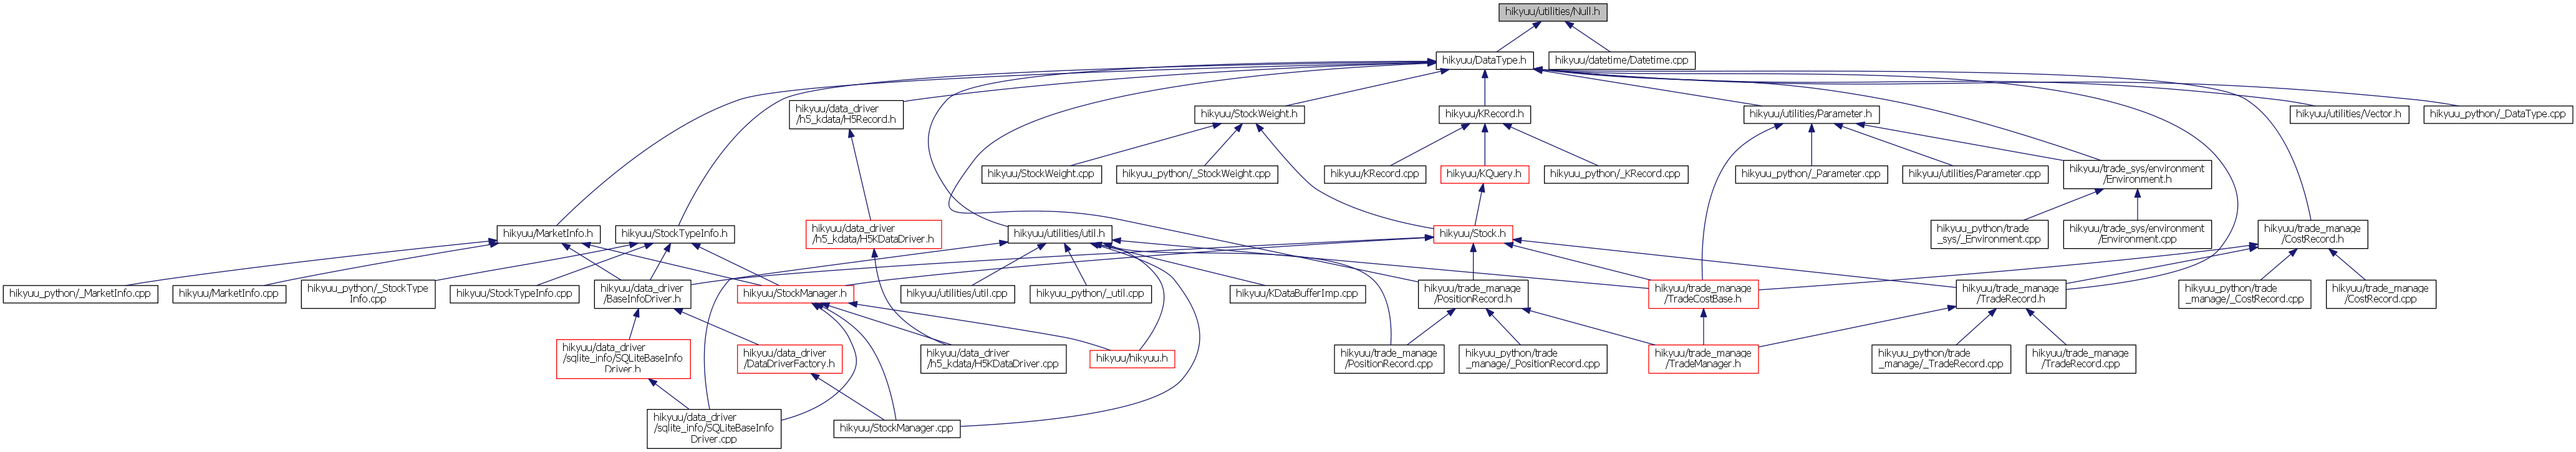 hikyuu/utilities/Null.h
hikyuu/DataType.h
hikyuu/datetime/Datetime.cpp
hikyuu/data_driver
/h5_kdata/H5Record.h
hikyuu/StockWeight.h
hikyuu/KRecord.h
hikyuu/utilities/Parameter.h
hikyuu/utilities/Vector.h
hikyuu_python/_DataType.cpp
hikyuu/StockWeight.cpp
hikyuu_python/_StockWeight.cpp
hikyuu/KRecord.cpp
hikyuu/KQuery.h
hikyuu_python/_KRecord.cpp
hikyuu_python/_Parameter.cpp
hikyuu/utilities/Parameter.cpp
hikyuu/trade_sys/environment
/Environment.h
hikyuu/MarketInfo.h
hikyuu/StockTypeInfo.h
hikyuu/data_driver
/h5_kdata/H5KDataDriver.h
hikyuu/utilities/util.h
hikyuu/Stock.h
hikyuu_python/trade
_sys/_Environment.cpp
hikyuu/trade_sys/environment
/Environment.cpp
hikyuu/trade_manage
/CostRecord.h
hikyuu_python/_MarketInfo.cpp
hikyuu/MarketInfo.cpp
hikyuu_python/_StockType
Info.cpp
hikyuu/StockTypeInfo.cpp
hikyuu/data_driver
/BaseInfoDriver.h
hikyuu/StockManager.h
hikyuu/utilities/util.cpp
hikyuu_python/_util.cpp
hikyuu/KDataBufferImp.cpp
hikyuu/trade_manage
/PositionRecord.h
hikyuu/trade_manage
/TradeCostBase.h
hikyuu/trade_manage
/TradeRecord.h
hikyuu_python/trade
_manage/_CostRecord.cpp
hikyuu/trade_manage
/CostRecord.cpp
hikyuu/data_driver
/sqlite_info/SQLiteBaseInfo
Driver.h
hikyuu/data_driver
/DataDriverFactory.h
hikyuu/data_driver
/h5_kdata/H5KDataDriver.cpp
hikyuu/hikyuu.h
hikyuu/trade_manage
/PositionRecord.cpp
hikyuu_python/trade
_manage/_PositionRecord.cpp
hikyuu/trade_manage
/TradeManager.h
hikyuu_python/trade
_manage/_TradeRecord.cpp
hikyuu/trade_manage
/TradeRecord.cpp
hikyuu/data_driver
/sqlite_info/SQLiteBaseInfo
Driver.cpp
hikyuu/StockManager.cpp